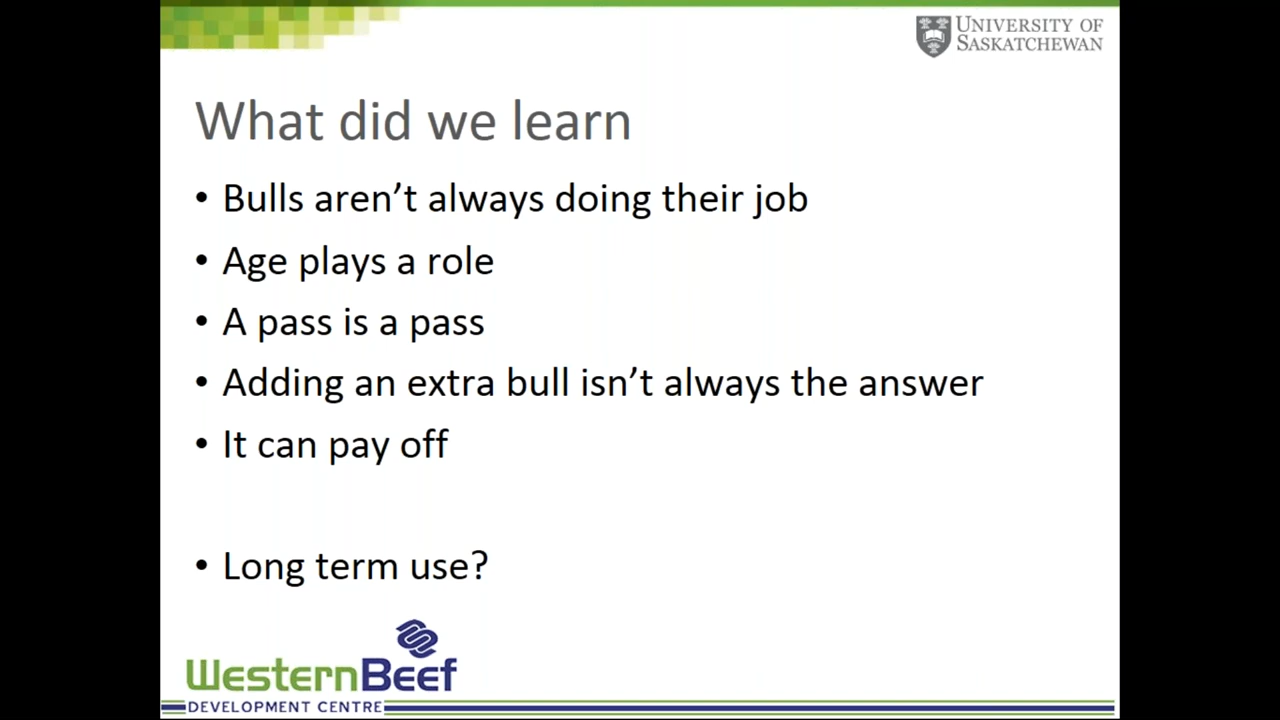 UNIVERSITY OF
SASKATCHEWAN
What did we learn
• Bulls aren’t always doing their job
• Age plays a role
• A pass is a pass
• Adding an extra bull isn’t always the answer
• It can pay off
• Long term use?
WesternBeef
DEVELOPMENT CENTRE